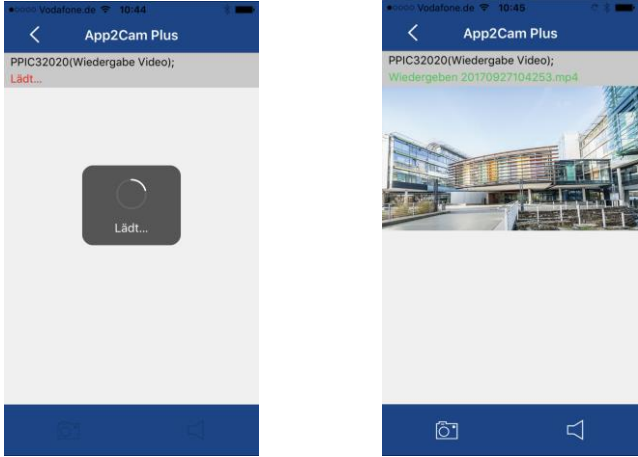 Vodafone.de 10:44
App2Cam Plus
PPIC32020(Wiedergabe Video);
Lädt...
Lädt...
Vodafone.de 10:45
App2Cam Plus
PPIC32020(Wiedergabe Video);
Wiedergeben 20170927104253.mp4